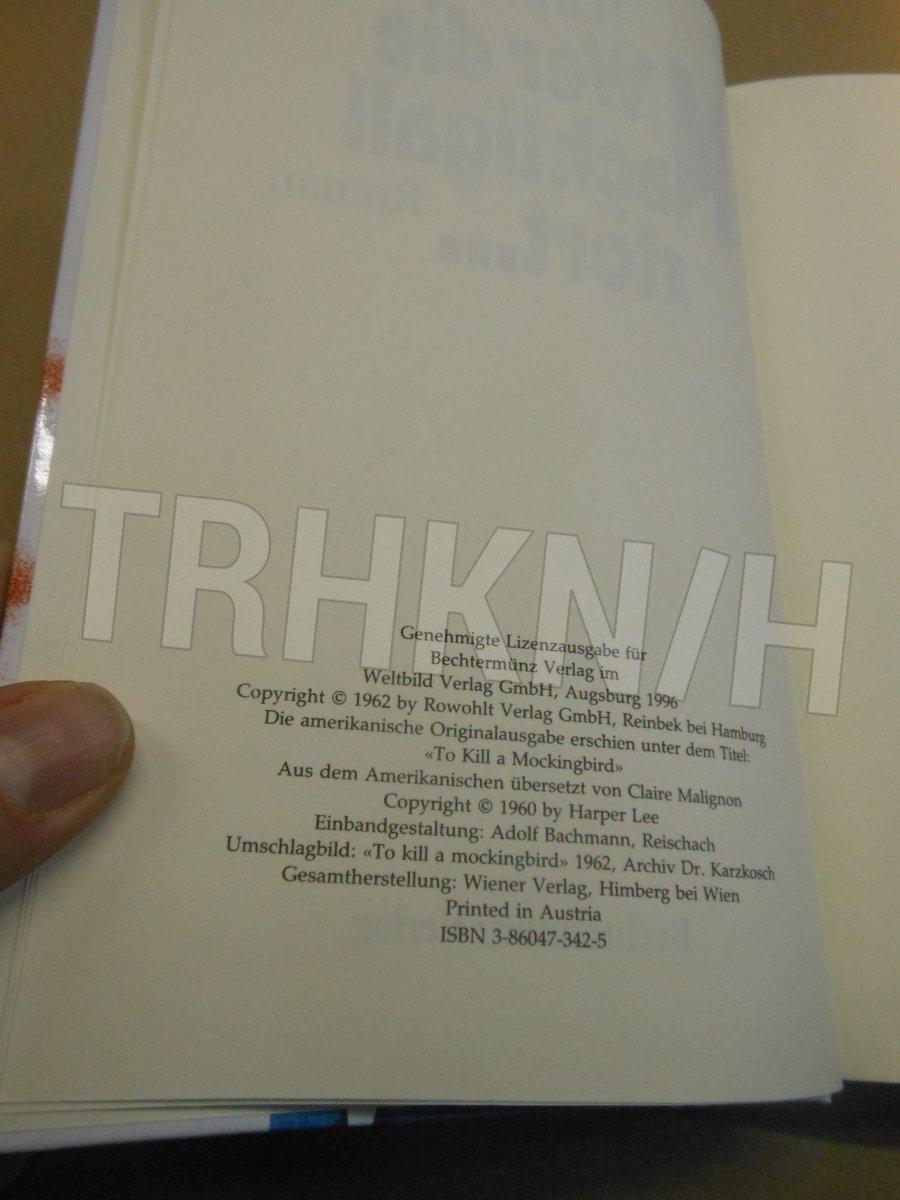 TRHKN/H
Genehmigte Lizenzausgabe für
Bechtermünz Verlag im
Weltbild Verlag GmbH, Augsburg 1996
Copyright © 1962 by Rowohlt Verlag GmbH, Reinbek bei Hamburg
Die amerikanische Originalausgabe erschien unter dem Titel:
«To Kill a Mockingbird»
Aus dem Amerikanischen übersetzt von Claire Malignon
Copyright © 1960 by Harper Lee
Einbandgestaltung: Adolf Bachmann, Reischach
Umschlagbild: «To kill a mockingbird» 1962, Archiv Dr. Karzkosch
Gesamtherstellung: Wiener Verlag, Himberg bei Wien
Printed in Austria
ISBN 3-86047-342-5